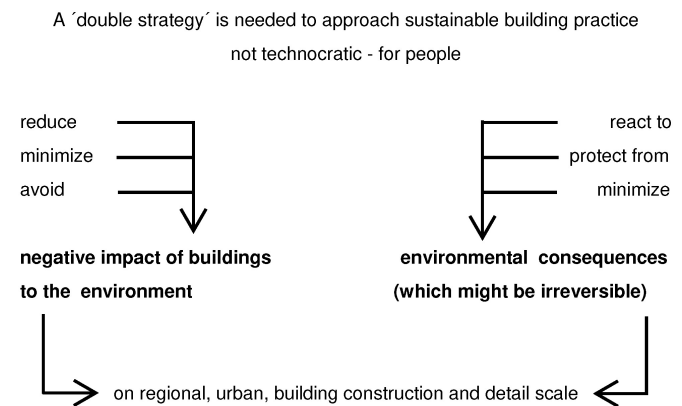 A ´double strategy´ is needed to approach sustainable building practice
not technocratic - for people
reduce
minimize
avoid
negative impact of buildings
to the environment
react to
protect from
minimize
environmental consequences
(which might be irreversible)
on regional, urban, building construction and detail scale